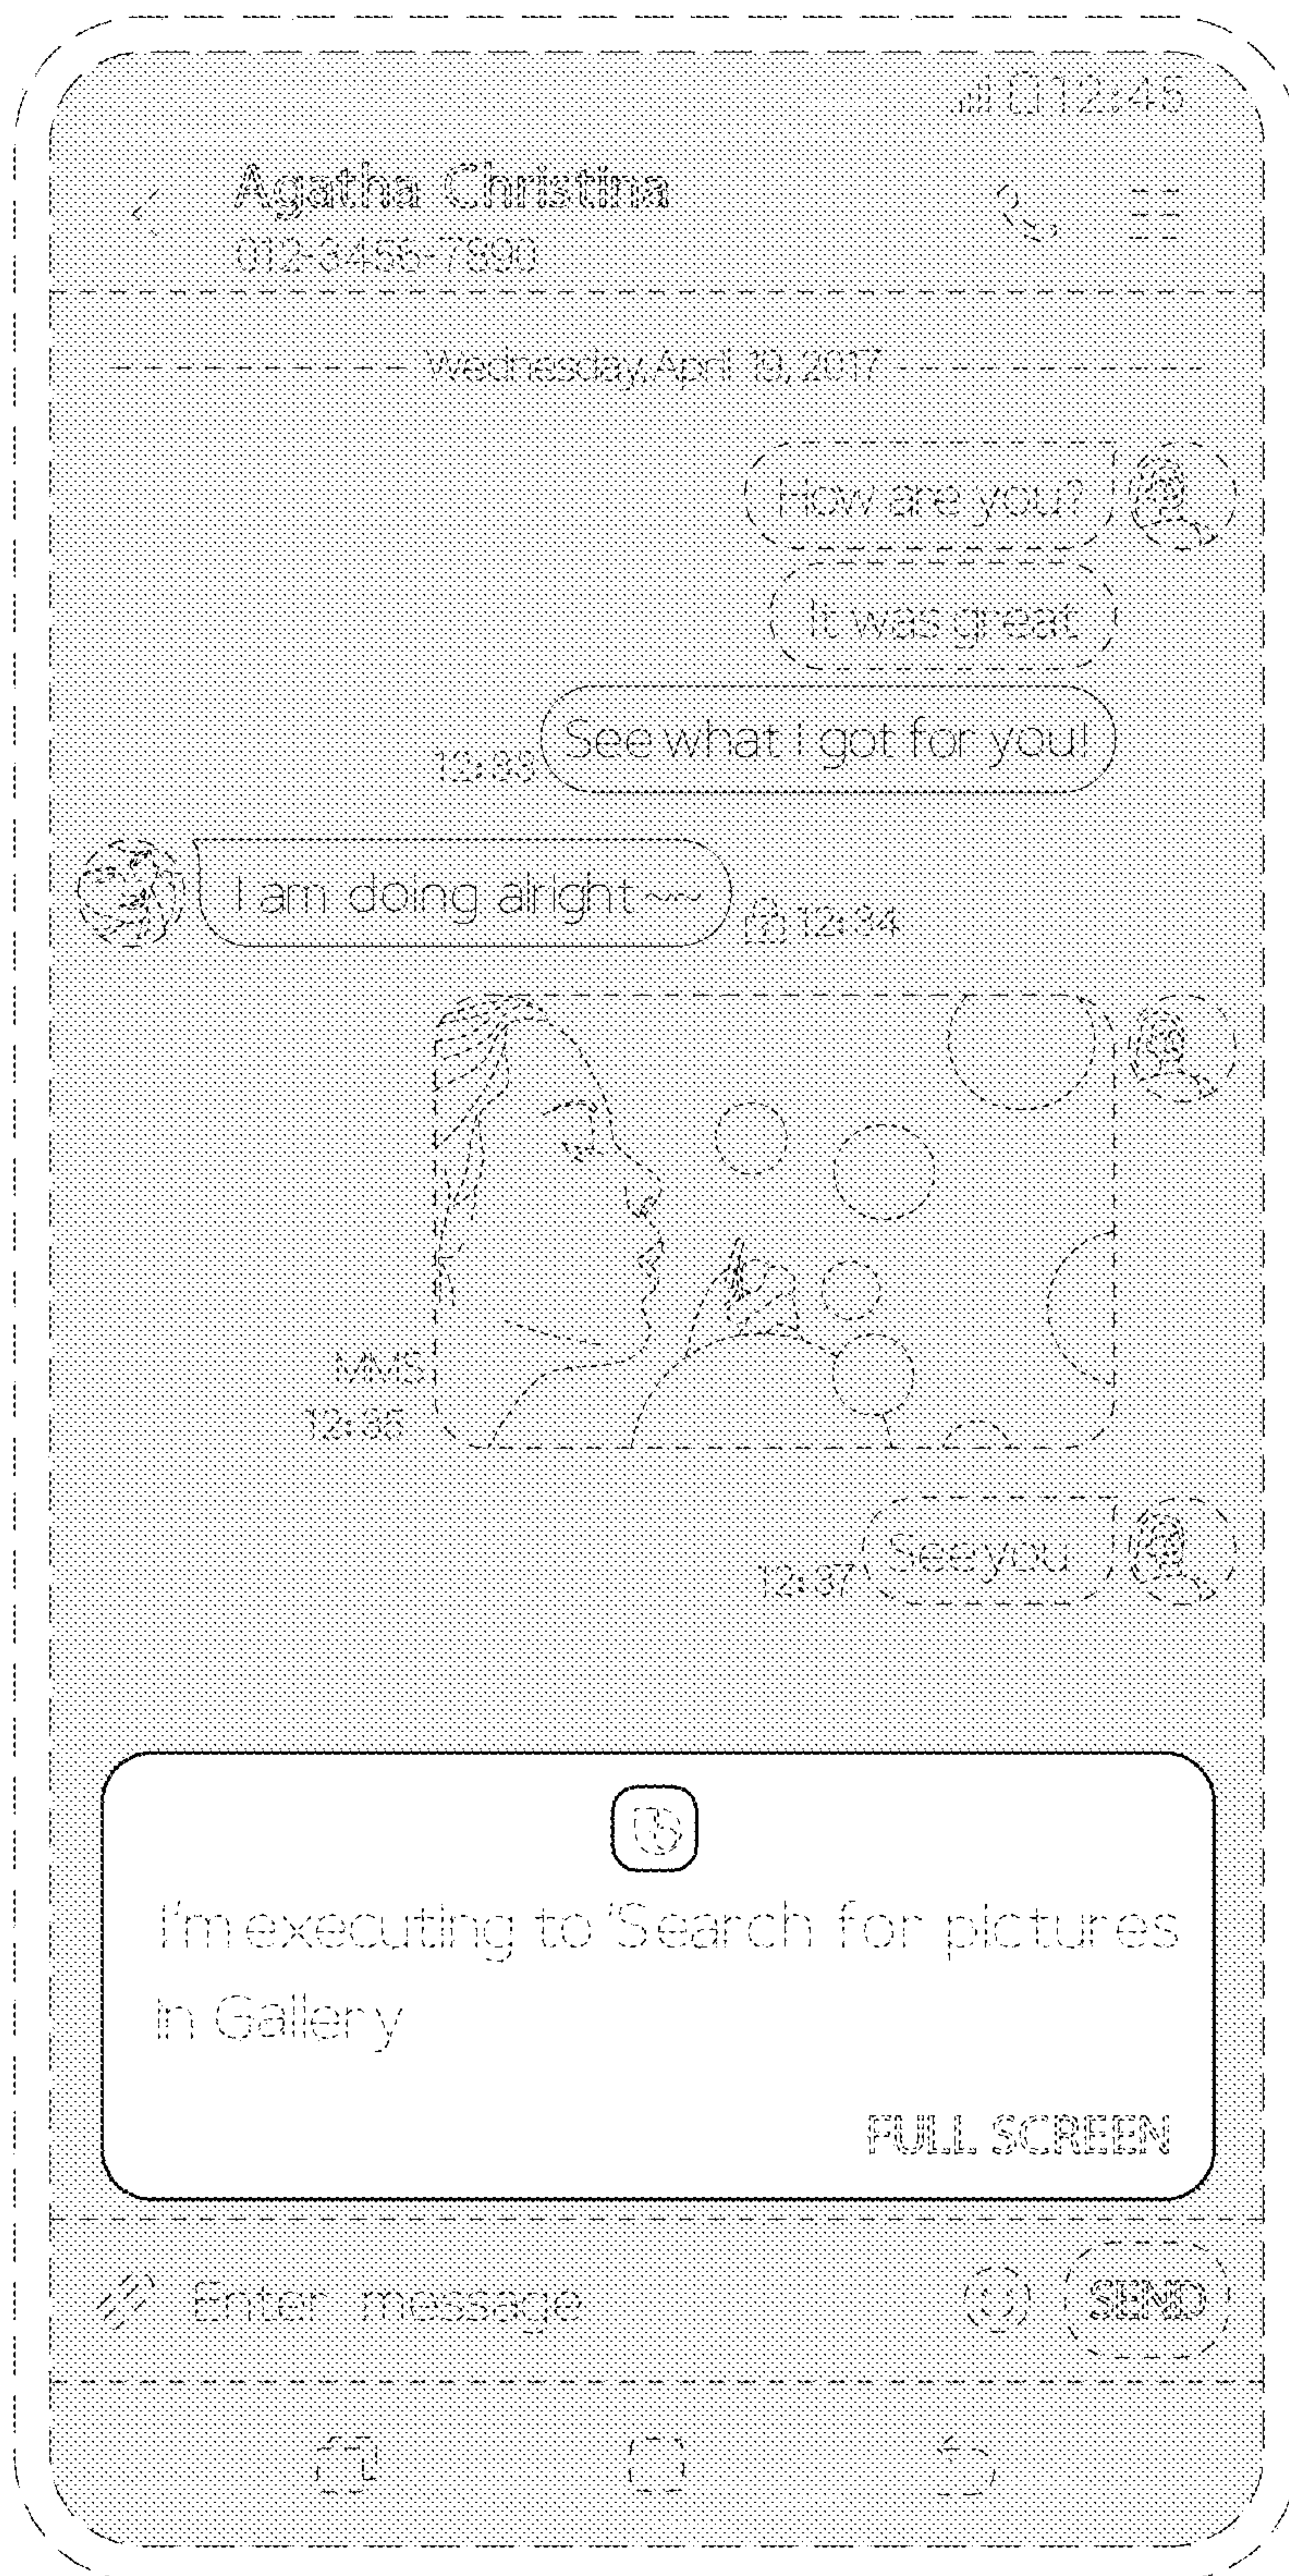 12:45
Agatha Christina
012-3456-7890
Wednesday, April 19, 2017
How are you?
It was great
See what I got for you!
12:33
I am doing alright~~
12:34
MMS
12:35
See you
12:37
I'm executing to 'Search for pictures
in Gallery
FULL SCREEN
Enter message
SEND